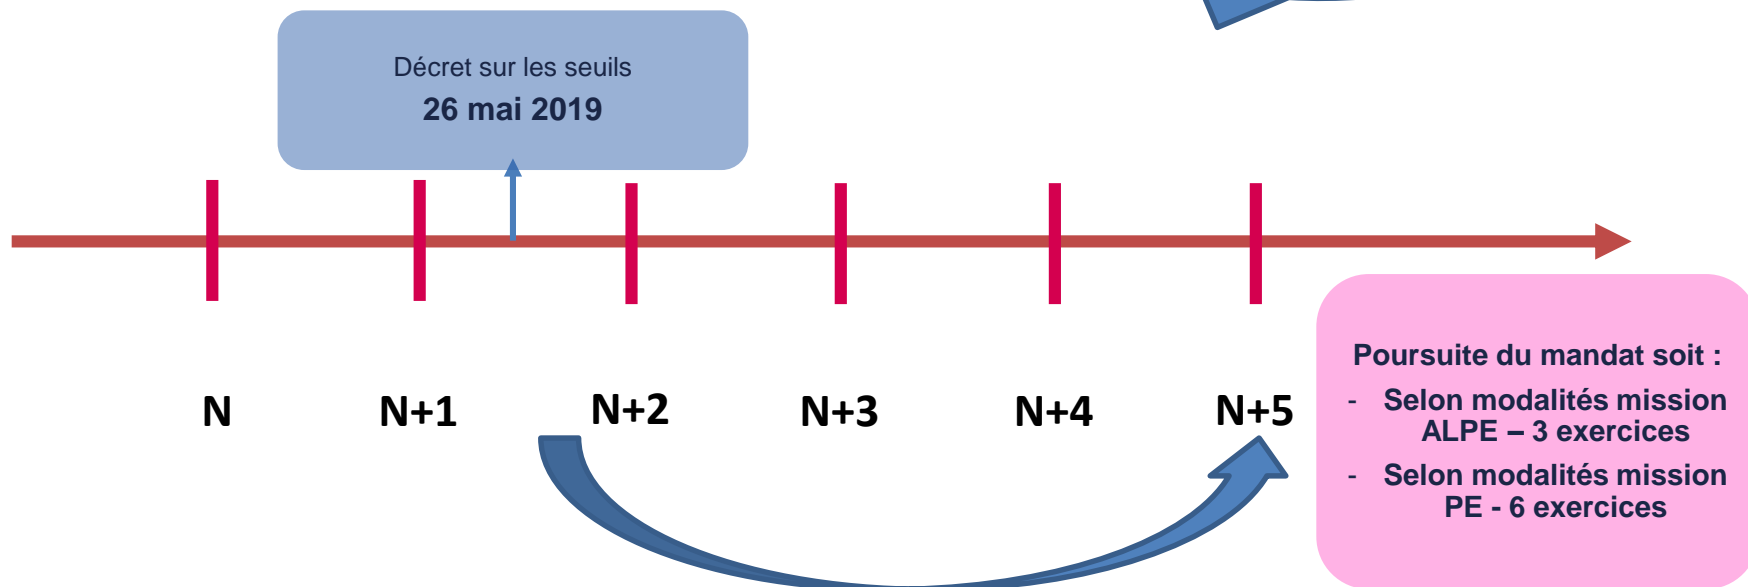 Décret sur les seuils
26 mai 2019
N
N+1
N+2
N+3
N+4
N+5
Poursuite du mandat soit :
- Selon modalités mission
ALPE – 3 exercices
- Selon modalités mission
PE - 6 exercices